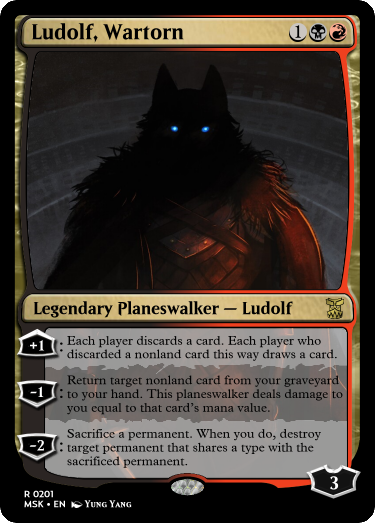 Ludolf, Wartorn 1
Legendary Planeswalker — Ludolf
+1: Each player discards a card. Each player who
discarded a nonland card this way draws a card.
-1: Return target nonland card from your graveyard
to your hand. This planeswalker deals damage to
you equal to that card's mana value.
-2: Sacrifice a permanent. When you do, destroy
target permanent that shares a type with the
sacrificed permanent.
3
R 0201
MSK • EN Yung Yang